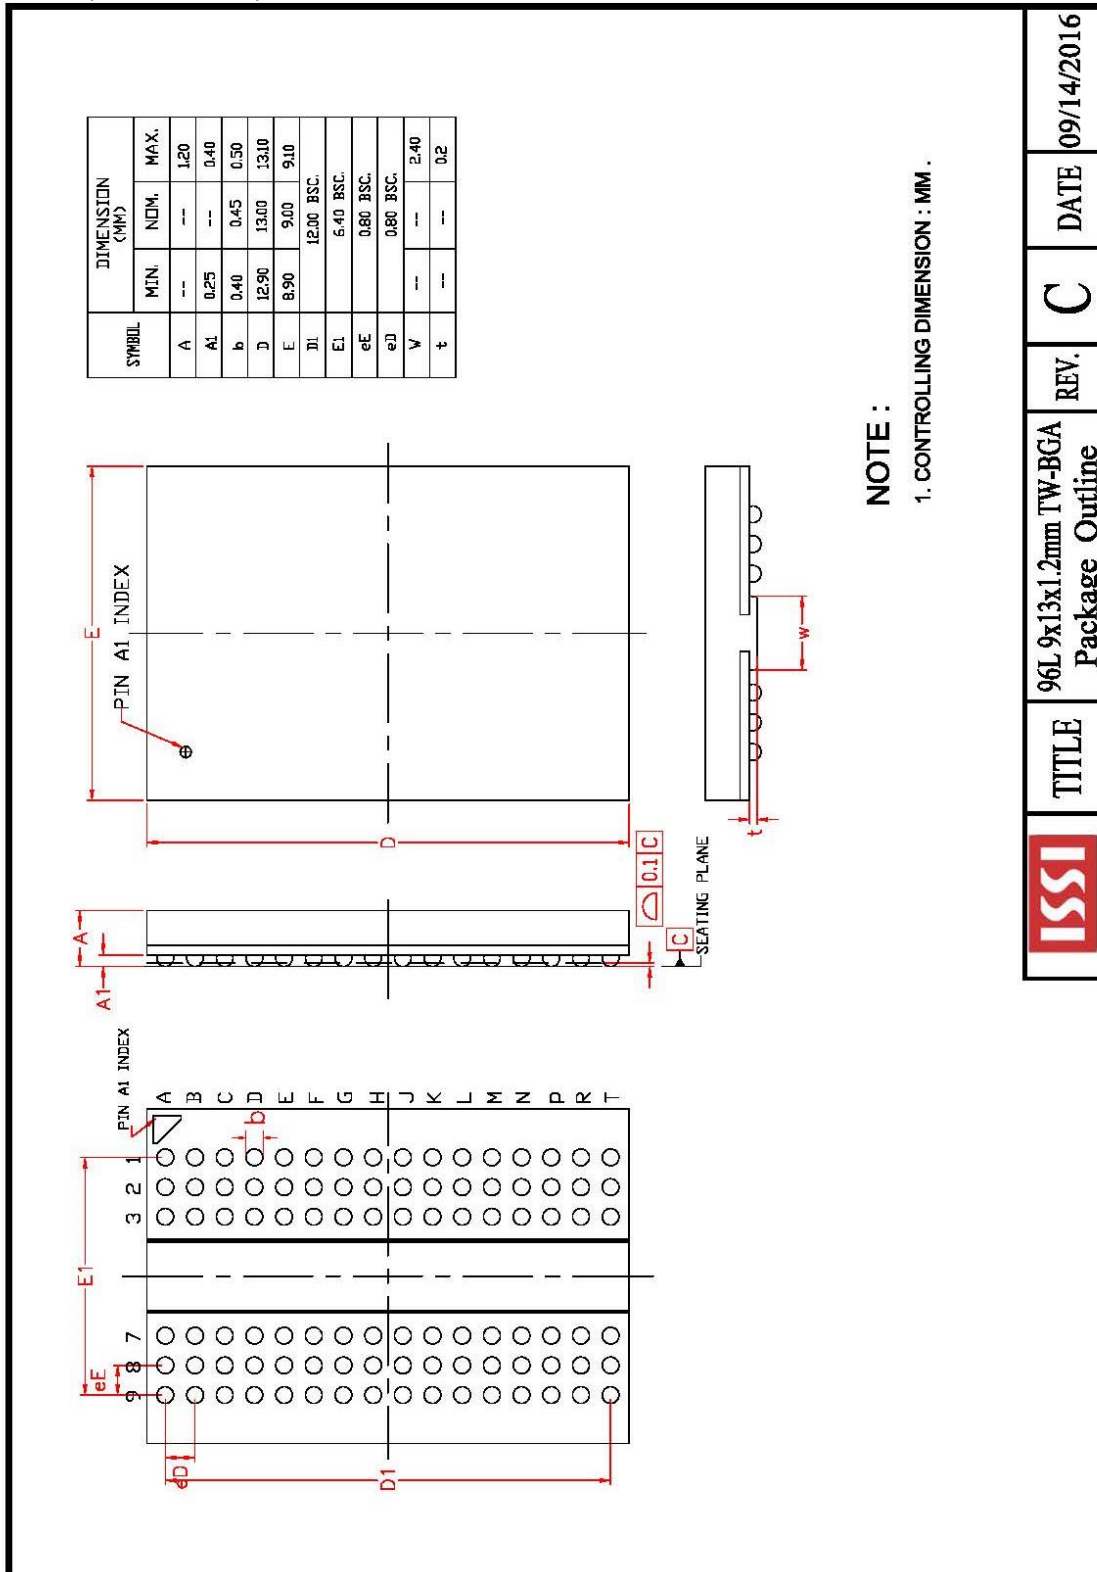 SYMBOL DIMENSION
(MM)
MIN. NOM. MAX.
A -- -- 1.20
A1 0.25 -- 0.40
b 0.40 0.45 0.50
D 12.90 13.00 13.10
E 8.90 9.00 9.10
D1 12.00 BSC.
E1 6.40 BSC.
eE 0.80 BSC.
eD 0.80 BSC.
W -- -- 2.40
t -- -- 0.2
E1
eE
9 8 7 3 2 1
PIN A1 INDEX
A
B
C
D
E
F
G
H
J
K
L
M
N
P
R
T
b
eD
D1
A
A1
0.1 C
C
SEATING PLANE
E
PIN A1 INDEX
D
w
t
NOTE :
1. CONTROLLING DIMENSION : MM .
ISSI
TITLE
96L 9x13x1.2mm TW-BGA
Package Outline
REV.
C
DATE
09/14/2016